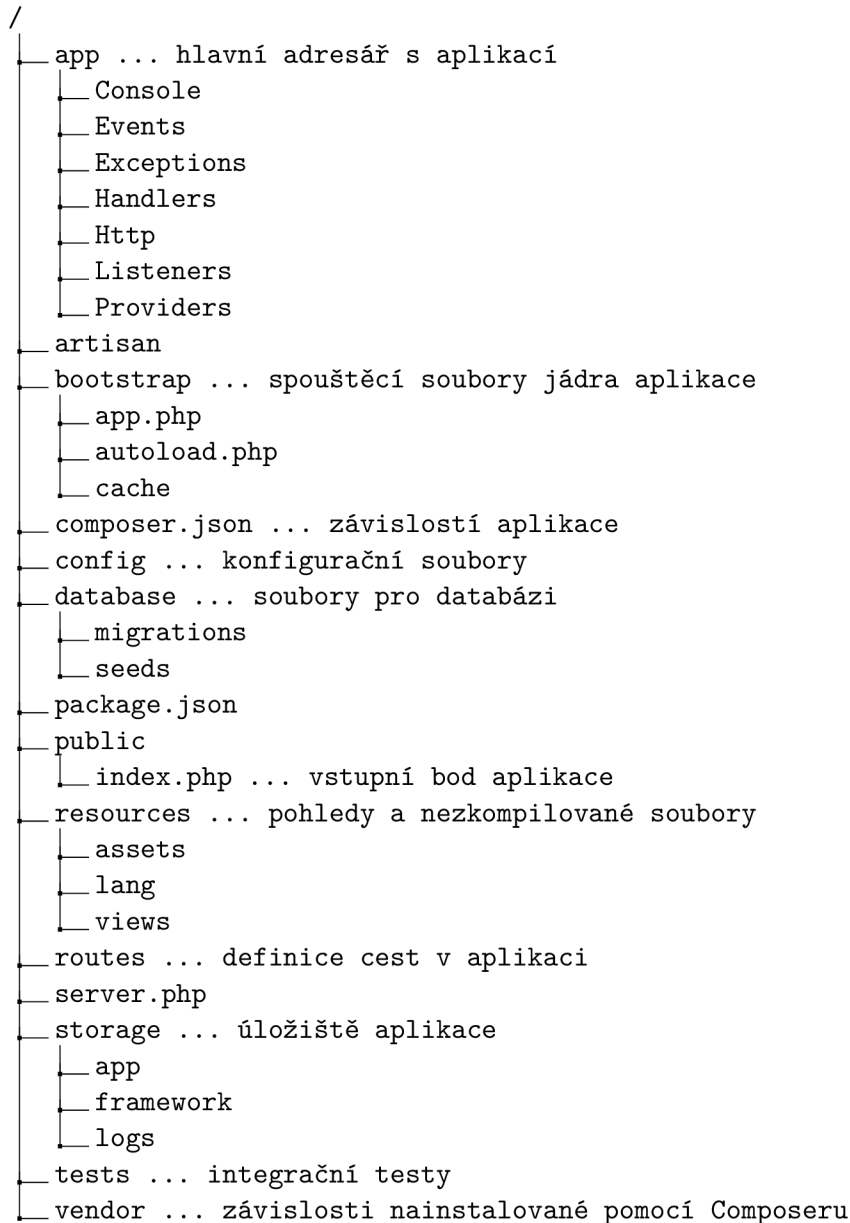 /
app ... hlavní adresář s aplikací
Console
Events
Exceptions
Handlers
Http
Listeners
Providers
artisan
bootstrap ... spouštěcí soubory jádra aplikace
app.php
autoload.php
cache
composer.json ... závislostí aplikace
config ... konfigurační soubory
database ... soubory pro databázi
migrations
seeds
package.json
public
index.php ... vstupní bod aplikace
resources ... pohledy a nezkompilované soubory
assets
lang
views
routes ... definice cest v aplikaci
server.php
storage ... úložiště aplikace
app
framework
logs
tests ... integrační testy
vendor ... závislosti nainstalované pomocí Composeru